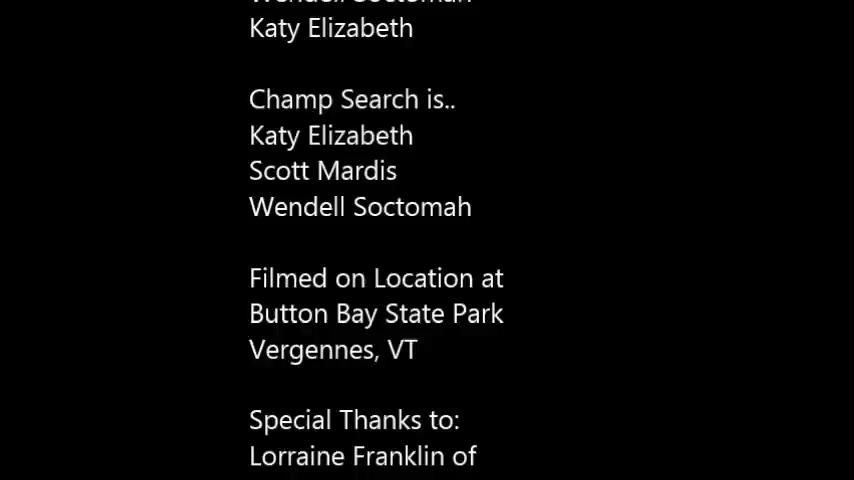 Wendell Soctomah
Katy Elizabeth
Champ Search is..
Katy Elizabeth
Scott Mardis
Wendell Soctomah
Filmed on Location at
Button Bay State Park
Vergennes, VT
Special Thanks to:
Lorraine Franklin of